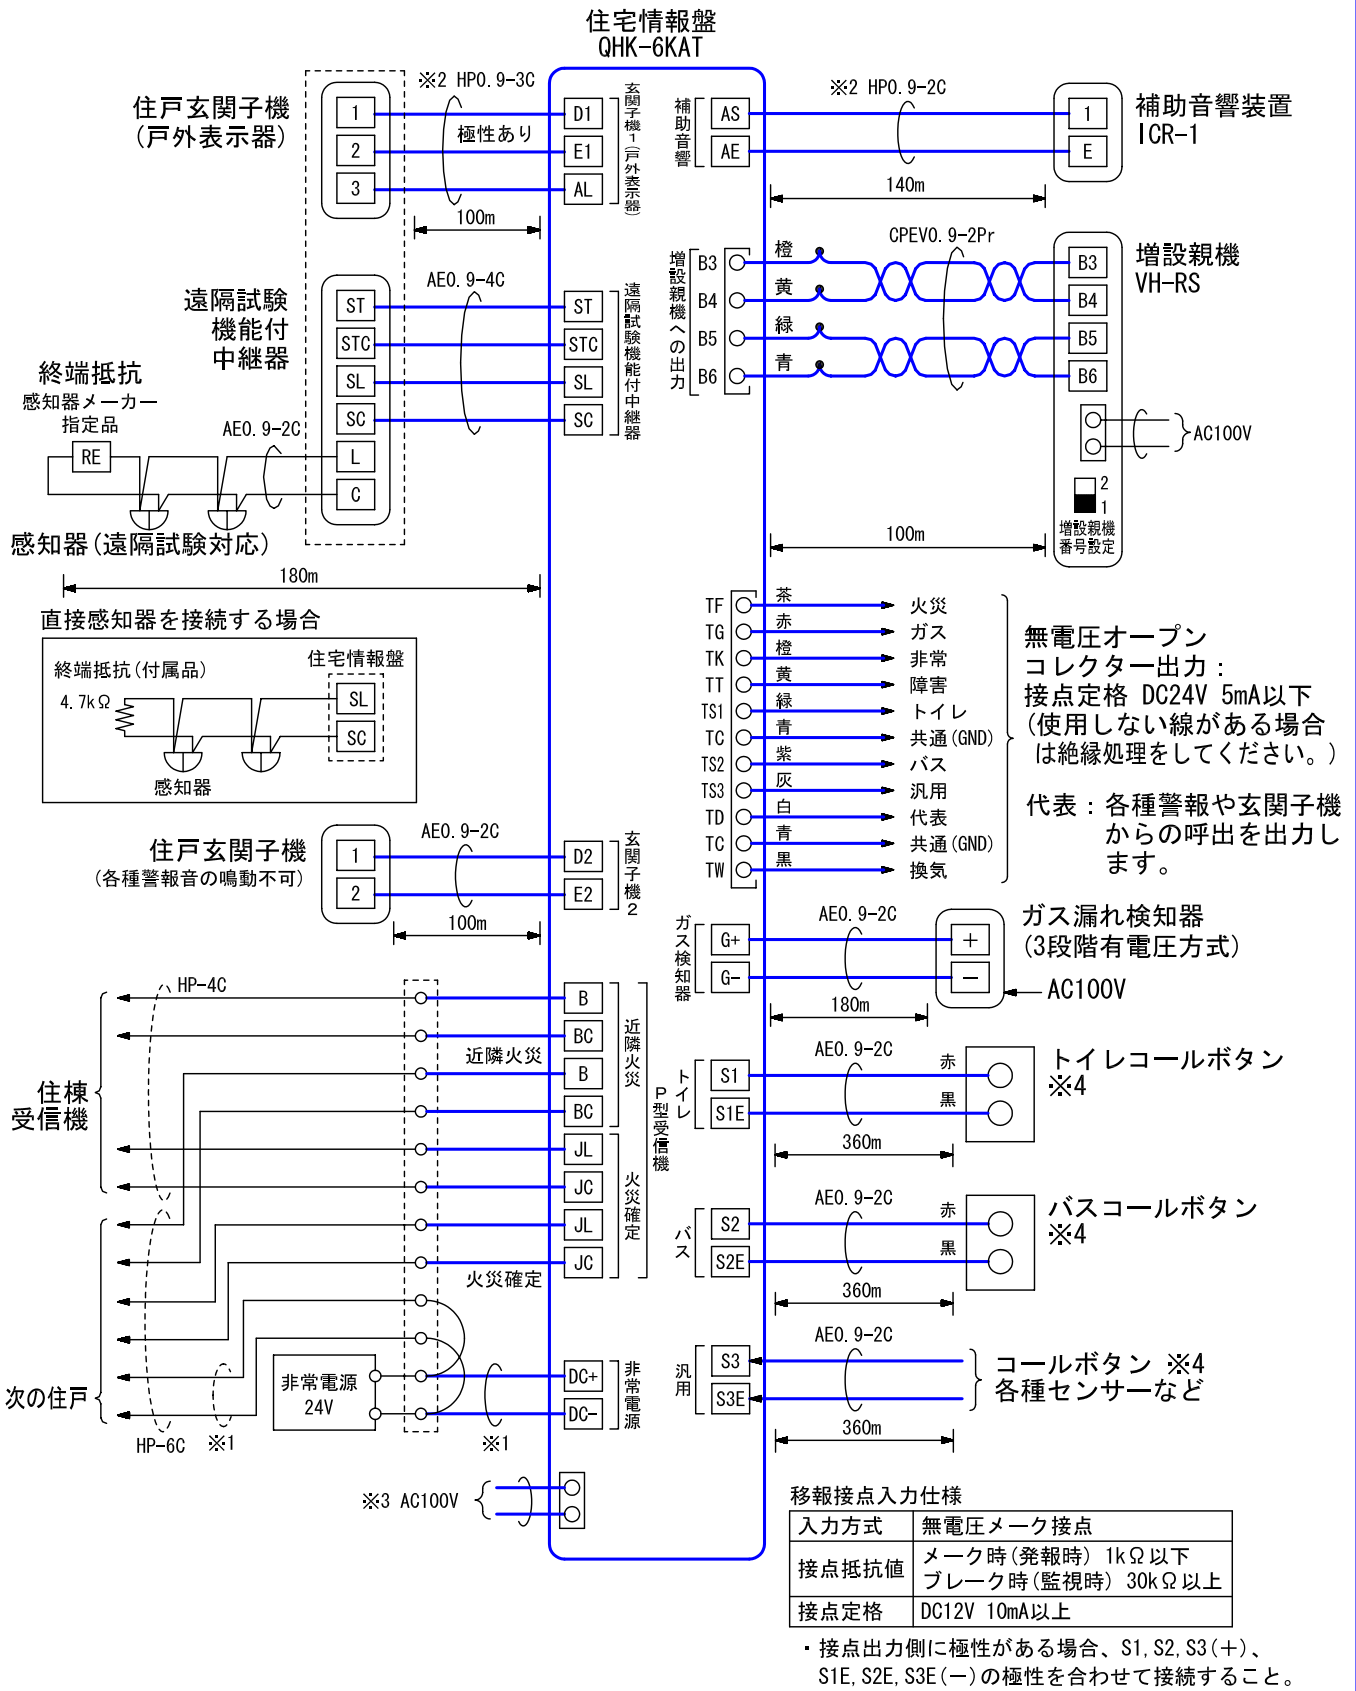 住宅情報盤
QHK-6KAT
住戸玄関子機
(戸外表示器)
1
2
3
※2 HP0.9-3C
極性あり
100m
D1
E1
AL
玄関子機1(戸外表示器)
遠隔試験
機能付
中継器
ST
STC
SL
SC
L
C
AE0.9-4C
ST
STC
SL
SC
遠隔試験機能付中継器
終端抵抗
感知器メーカー
指定品
RE
AE0.9-2C
感知器(遠隔試験対応)
180m
直接感知器を接続する場合
終端抵抗(付属品)
4.7kΩ
住宅情報盤
SL
SC
感知器
住戸玄関子機
(各種警報音の鳴動不可)
1
2
AE0.9-2C
100m
D2
E2
玄関子機2
HP-4C
住棟
受信機
近隣火災
火災確定
B
BC
B
BC
JL
JC
JL
JC
近隣火災
火災確定
P型受信機
次の住戸
HP-6C
※1
非常電源
24V
※1
DC+
DC-
非常電源
※3 AC100V
補助音響
AS
AE
※2 HP0.9-2C
140m
1
E
補助音響装置
ICR-1
増設親機への出力
B3
B4
B5
B6
橙
黄
緑
青
CPEV0.9-2Pr
B3
B4
B5
B6
増設親機
VH-RS
AC100V
2
1
増設親機
番号設定
100m
TF 茶 火災
TG 赤 ガス
TK 橙 非常
TT 黄 障害
TS1 緑 トイレ
TC 青 共通(GND)
TS2 紫 バス
TS3 灰 汎用
TD 白 代表
TC 青 共通(GND)
TW 黒 換気
無電圧オープン
コレクター出力：
接点定格 DC24V 5mA以下
(使用しない線がある場合
は絶縁処理をしてください。)
代表：各種警報や玄関子機
からの呼出を出力し
ます。
ガス検知器
G+
G-
AE0.9-2C
180m
+
−
ガス漏れ検知器
(3段階有電圧方式)
AC100V
トイレ
S1
S1E
AE0.9-2C
赤
黒
360m
トイレコールボタン
※4
バス
S2
S2E
AE0.9-2C
赤
黒
360m
バスコールボタン
※4
汎用
S3
S3E
AE0.9-2C
360m
コールボタン ※4
各種センサーなど
移報接点入力仕様
入力方式 無電圧メーク接点
接点抵抗値 メーク時(発報時) 1kΩ以下
ブレーク時(監視時) 30kΩ以上
接点定格 DC12V 10mA以上
・接点出力側に極性がある場合、S1,S2,S3(+)、
S1E,S2E,S3E(−)の極性を合わせて接続すること。